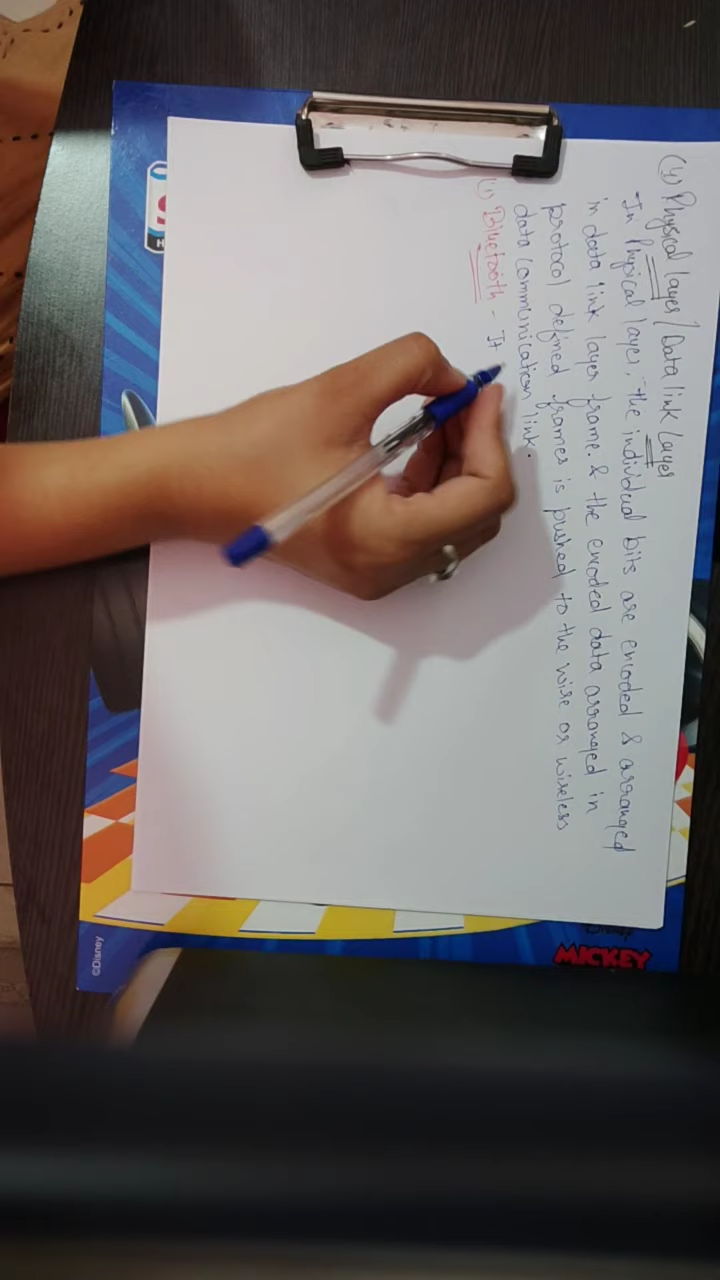 (4) Physical layer / Data link Layer
In Physical layer, the individual bits are encoded & arranged
in data link layer frame. & the encoded data arranged in
protocol defined frames is pushed to the wire or wireless
data communication link.
(i) Bluetooth - It
MICKEY
©Disney